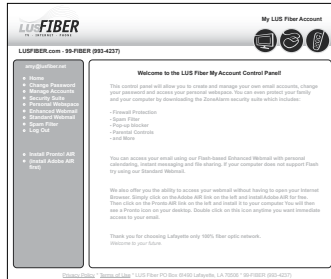 LUSFIBER
TV INTERNET PHONE
My LUS Fiber Account
LUSFIBER.com - 99-FIBER (993-4237)
amy@lusfiber.net
Home
Change Password
Manage Accounts
Security Suite
Personal Webspace
Enhanced Webmail
Standard Webmail
Spam Filter
Log Out
Install Pronto! AIR
(install Adobe AIR
first)
Welcome to the LUS Fiber My Account Control Panel!
This control panel will allow you to create and manage your own email accounts, change
your password and access your personal webspace. You can even protect your family
and your computer by downloading the ZoneAlarm security suite which includes:
- Firewall Protection
- Spam Filter
- Pop-up blocker
- Parental Controls
- and More
You can access your email using our Flash-based Enhanced Webmail with personal
calendaring, instant messaging and file sharing. If your computer does not support Flash
try using our Standard Webmail.
We also offer you the ability to access your webmail without having to open your Internet
Browser. Simply click on the Adobe AIR link on the left and install Adobe AIR for free.
Then click on the Pronto AIR link on the left and install it to your computer You will then
see a Pronto icon on your desktop. Double click on this icon anytime you want immediate
access to your email.
Thank you for choosing Lafayette only 100% fiber optic network.
Welcome to your future.
Privacy Policy * Terms of Use * LUS Fiber PO Box Lafayette, LA * 99-FIBER (993-4237)